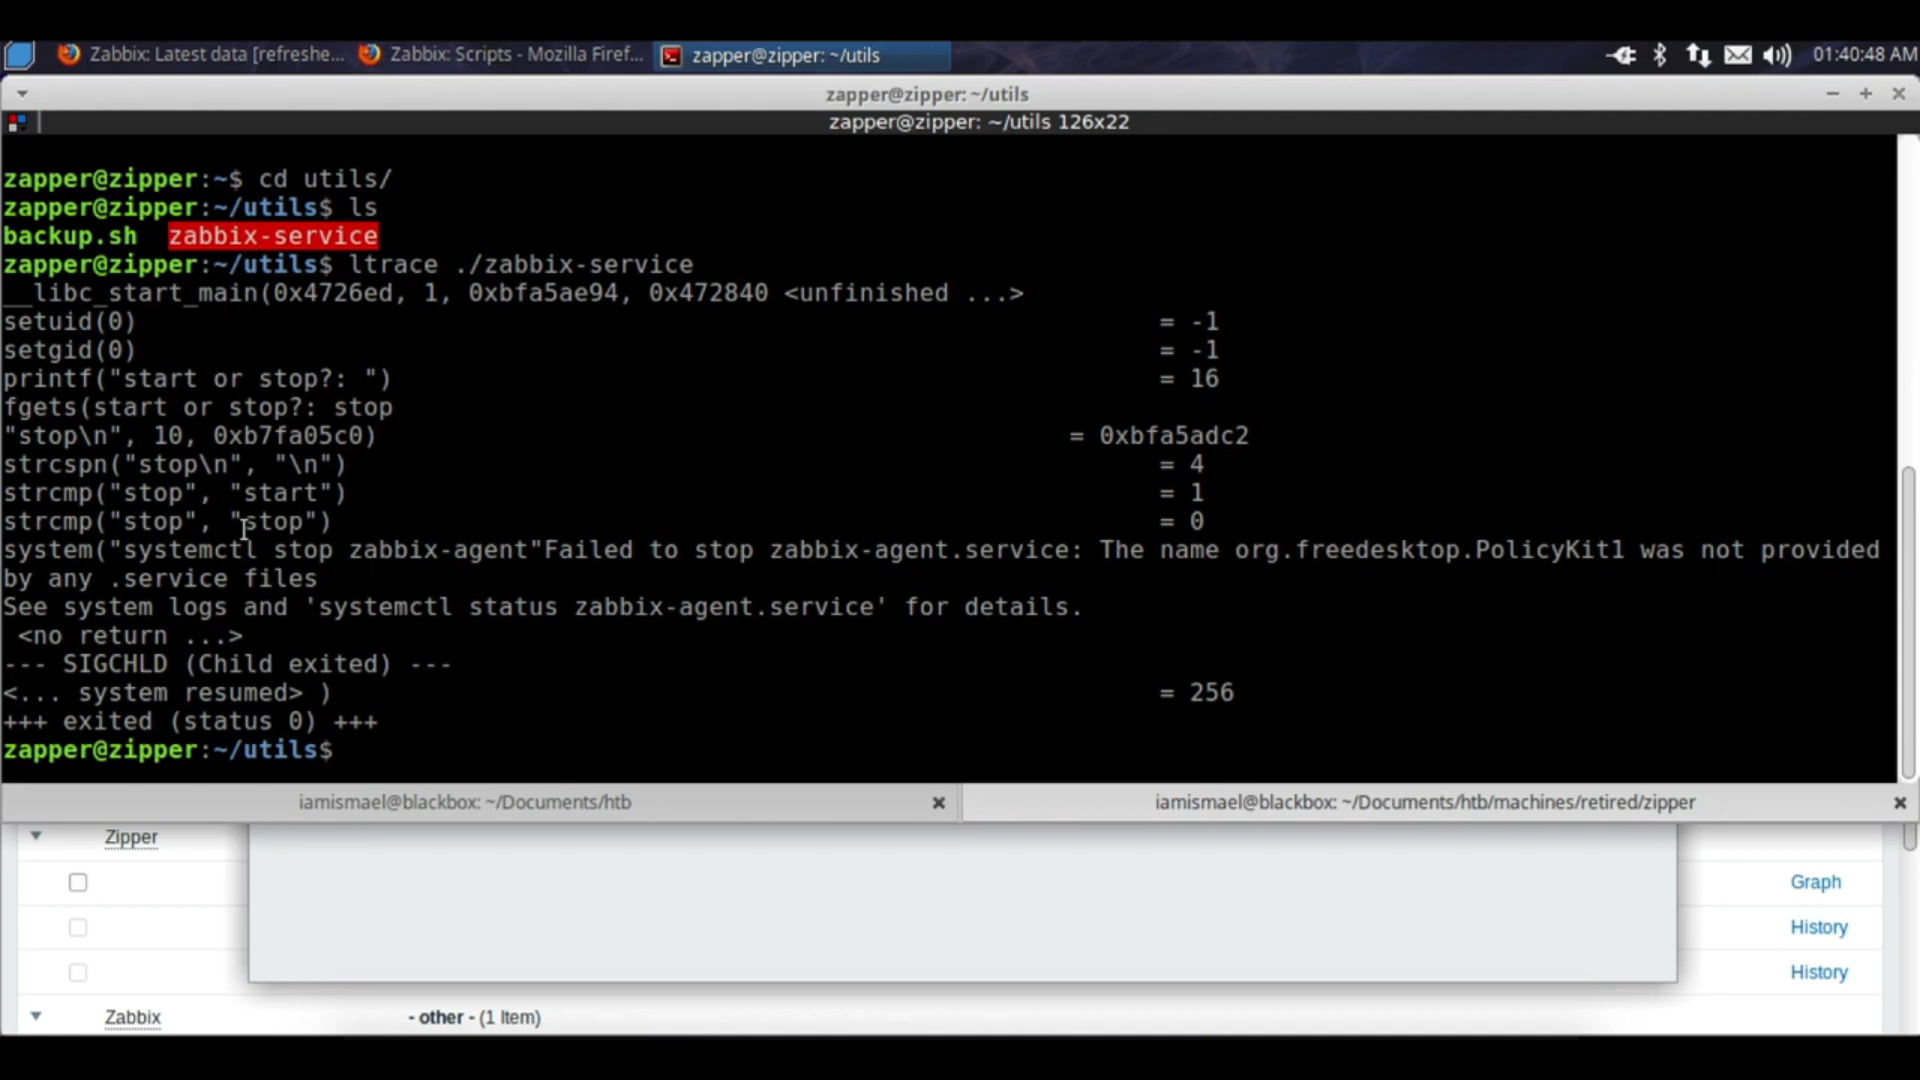 Zabbix: Latest data [refreshe... Zabbix: Scripts - Mozilla Firef... zapper@zipper: ~/utils 01:40:48 AM
zapper@zipper: ~/utils
zapper@zipper: ~/utils 126x22
zapper@zipper:~$ cd utils/
zapper@zipper:~/utils$ ls
backup.sh  zabbix-service
zapper@zipper:~/utils$ ltrace ./zabbix-service
__libc_start_main(0x4726ed, 1, 0xbfa5ae94, 0x472840 <unfinished ...>
setuid(0) = -1
setgid(0) = -1
printf("start or stop?: ") = 16
fgets(start or stop?: stop
"stop\n", 10, 0xb7fa05c0) = 0xbfa5adc2
strcspn("stop\n", "\n") = 4
strcmp("stop", "start") = 1
strcmp("stop", "stop") = 0
system("systemctl stop zabbix-agent"Failed to stop zabbix-agent.service: The name org.freedesktop.PolicyKit1 was not provided
by any .service files
See system logs and 'systemctl status zabbix-agent.service' for details.
<no return ...>
--- SIGCHLD (Child exited) ---
<... system resumed> ) = 256
+++ exited (status 0) +++
zapper@zipper:~/utils$
iamismael@blackbox: ~/Documents/htb iamismael@blackbox: ~/Documents/htb/machines/retired/zipper
Zipper
Graph
History
History
Zabbix - other - (1 Item)